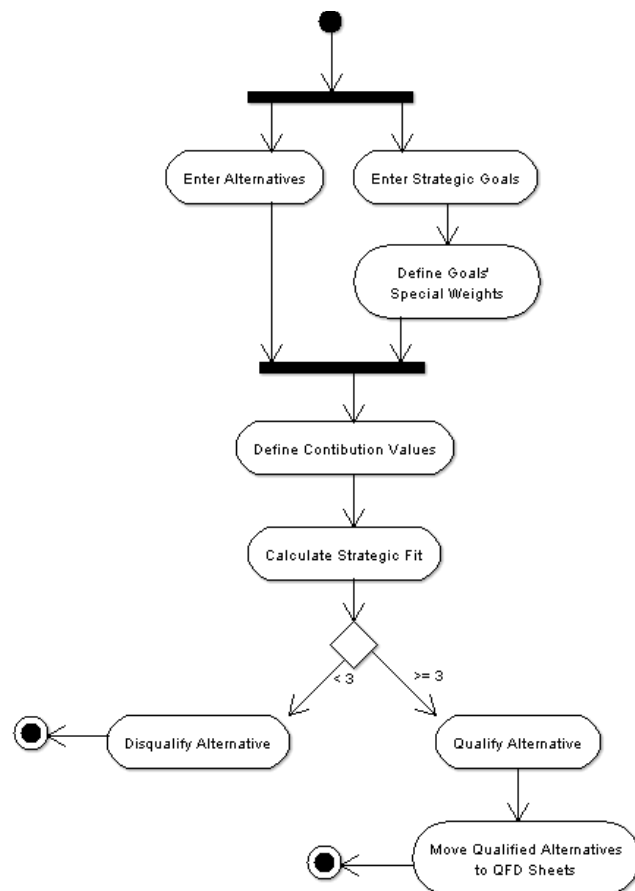 Enter Alternatives
Enter Strategic Goals
Define Goals'
Special Weights
Define Contibution Values
Calculate Strategic Fit
< 3
>= 3
Disqualify Alternative
Qualify Alternative
Move Qualified Alternatives
to QFD Sheets